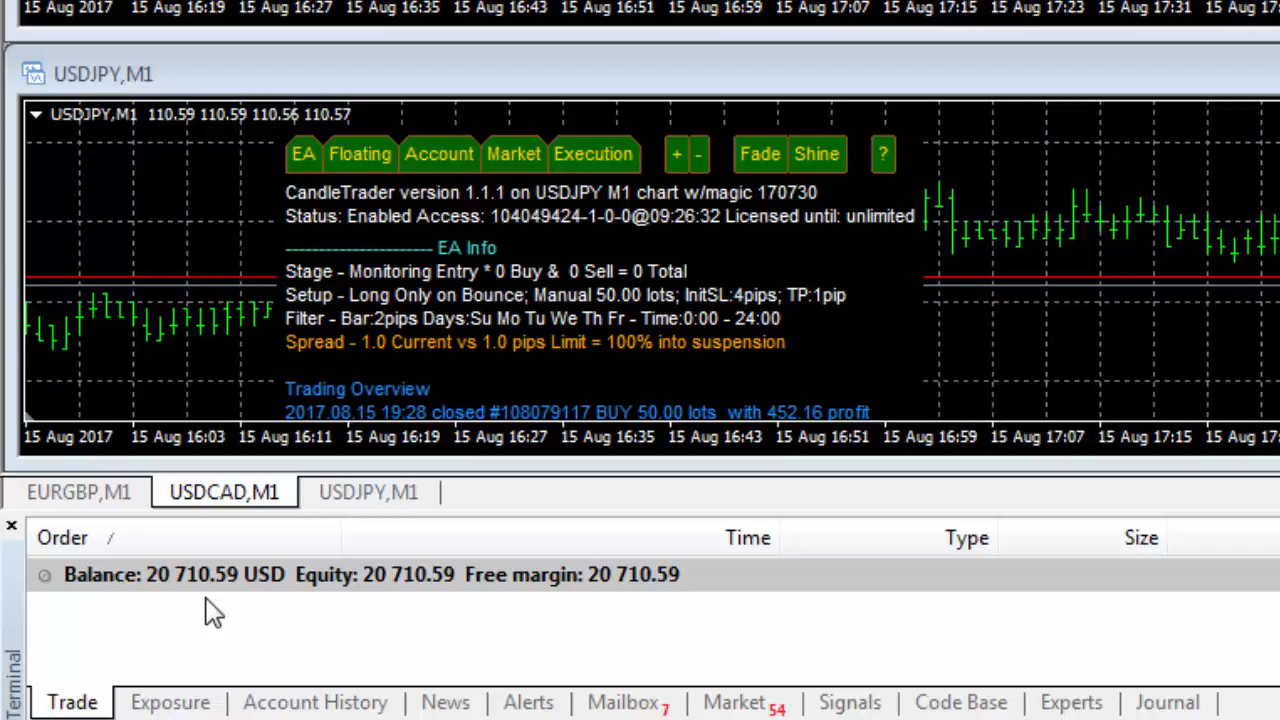 15 Aug 2017 15 Aug 16:19 15 Aug 16:27 15 Aug 16:35 15 Aug 16:43 15 Aug 16:51 15 Aug 16:59 15 Aug 17:07 15 Aug 17:15 15 Aug 17:23 15 Aug 17:31 15 Aug 17:
USDJPY,M1
USDJPY,M1 110.59 110.59 110.56 110.57
EA Floating Account Market Execution + - Fade Shine ?
CandleTrader version 1.1.1 on USDJPY M1 chart w/magic 170730
Status: Enabled Access: 104049424-1-0-0@09:26:32 Licensed until: unlimited
---------------------- EA Info
Stage - Monitoring Entry * 0 Buy & 0 Sell = 0 Total
Setup - Long Only on Bounce; Manual 50.00 lots; InitSL:4pips; TP:1pip
Filter - Bar:2pips Days:Su Mo Tu We Th Fr - Time:0:00 - 24:00
Spread - 1.0 Current vs 1.0 pips Limit = 100% into suspension
Trading Overview
2017.08.15 19:28 closed #108079117 BUY 50.00 lots with 452.16 profit
15 Aug 2017 15 Aug 16:03 15 Aug 16:11 15 Aug 16:19 15 Aug 16:27 15 Aug 16:35 15 Aug 16:43 15 Aug 16:51 15 Aug 16:59 15 Aug 17:07 15 Aug 17:15 15 Aug 17:
EURGBP,M1 USDCAD,M1 USDJPY,M1
Order / Time Type Size
Balance: 20 710.59 USD Equity: 20 710.59 Free margin: 20 710.59
Terminal
Trade Exposure Account History News Alerts Mailbox 7 Market 54 Signals Code Base Experts Journal